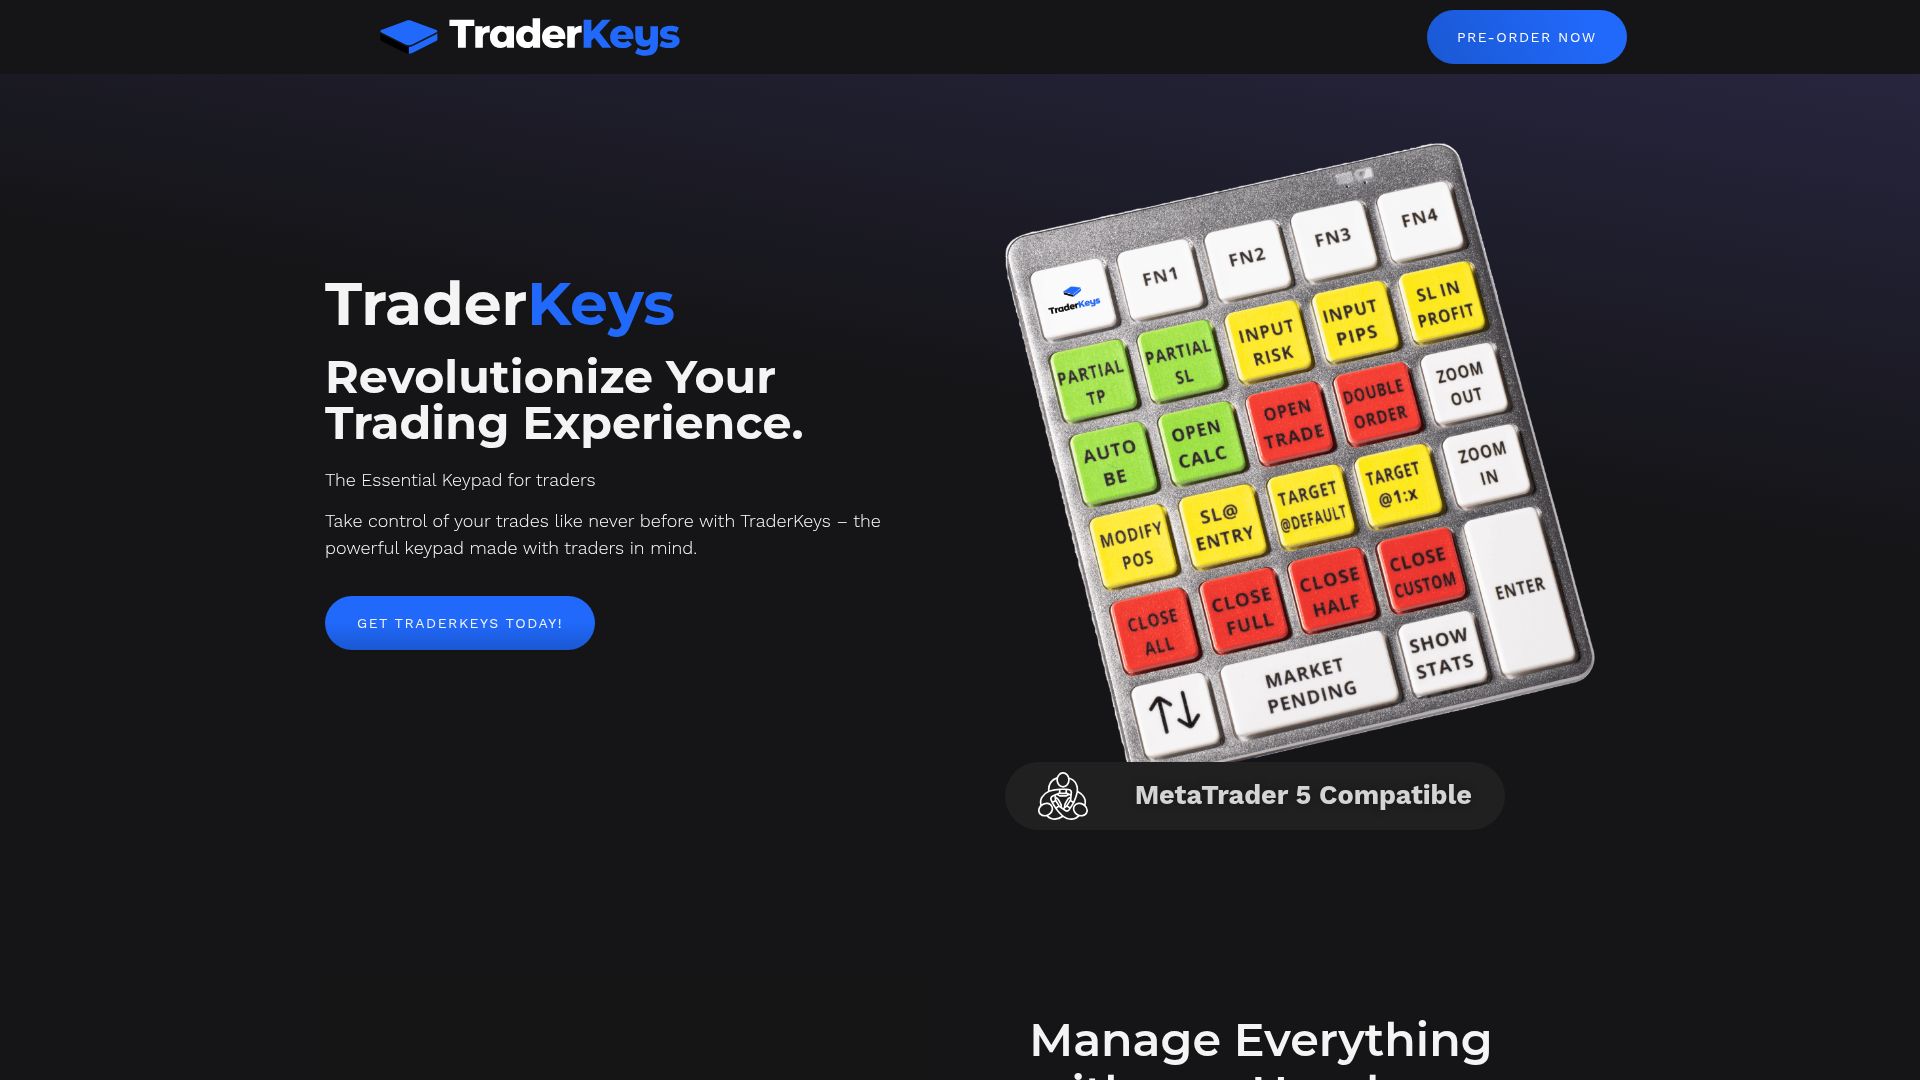 TraderKeys
PRE-ORDER NOW
TraderKeys
Revolutionize Your
Trading Experience.
The Essential Keypad for traders
Take control of your trades like never before with TraderKeys – the
powerful keypad made with traders in mind.
GET TRADERKEYS TODAY!
TraderKeys
FN1
FN2
FN3
FN4
PARTIAL
TP
PARTIAL
SL
INPUT
RISK
INPUT
PIPS
SL IN
PROFIT
AUTO
BE
OPEN
CALC
OPEN
TRADE
DOUBLE
ORDER
ZOOM
OUT
MODIFY
POS
SL@
ENTRY
TARGET
@DEFAULT
TARGET
@1:x
ZOOM
IN
CLOSE
ALL
CLOSE
FULL
CLOSE
HALF
CLOSE
CUSTOM
ENTER
↑↓
MARKET
PENDING
SHOW
STATS
MetaTrader 5 Compatible
Manage Everything